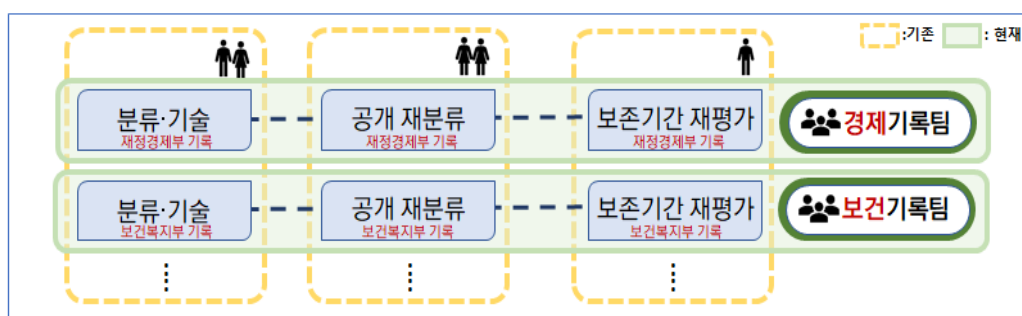 :기존 : 현재
분류·기술 공개 재분류 보존기간 재평가 경제기록팀
재정경제부 기록 재정경제부 기록 재정경제부 기록
분류·기술 공개 재분류 보존기간 재평가 보건기록팀
보건복지부 기록 보건복지부 기록 보건복지부 기록
⋮ ⋮ ⋮